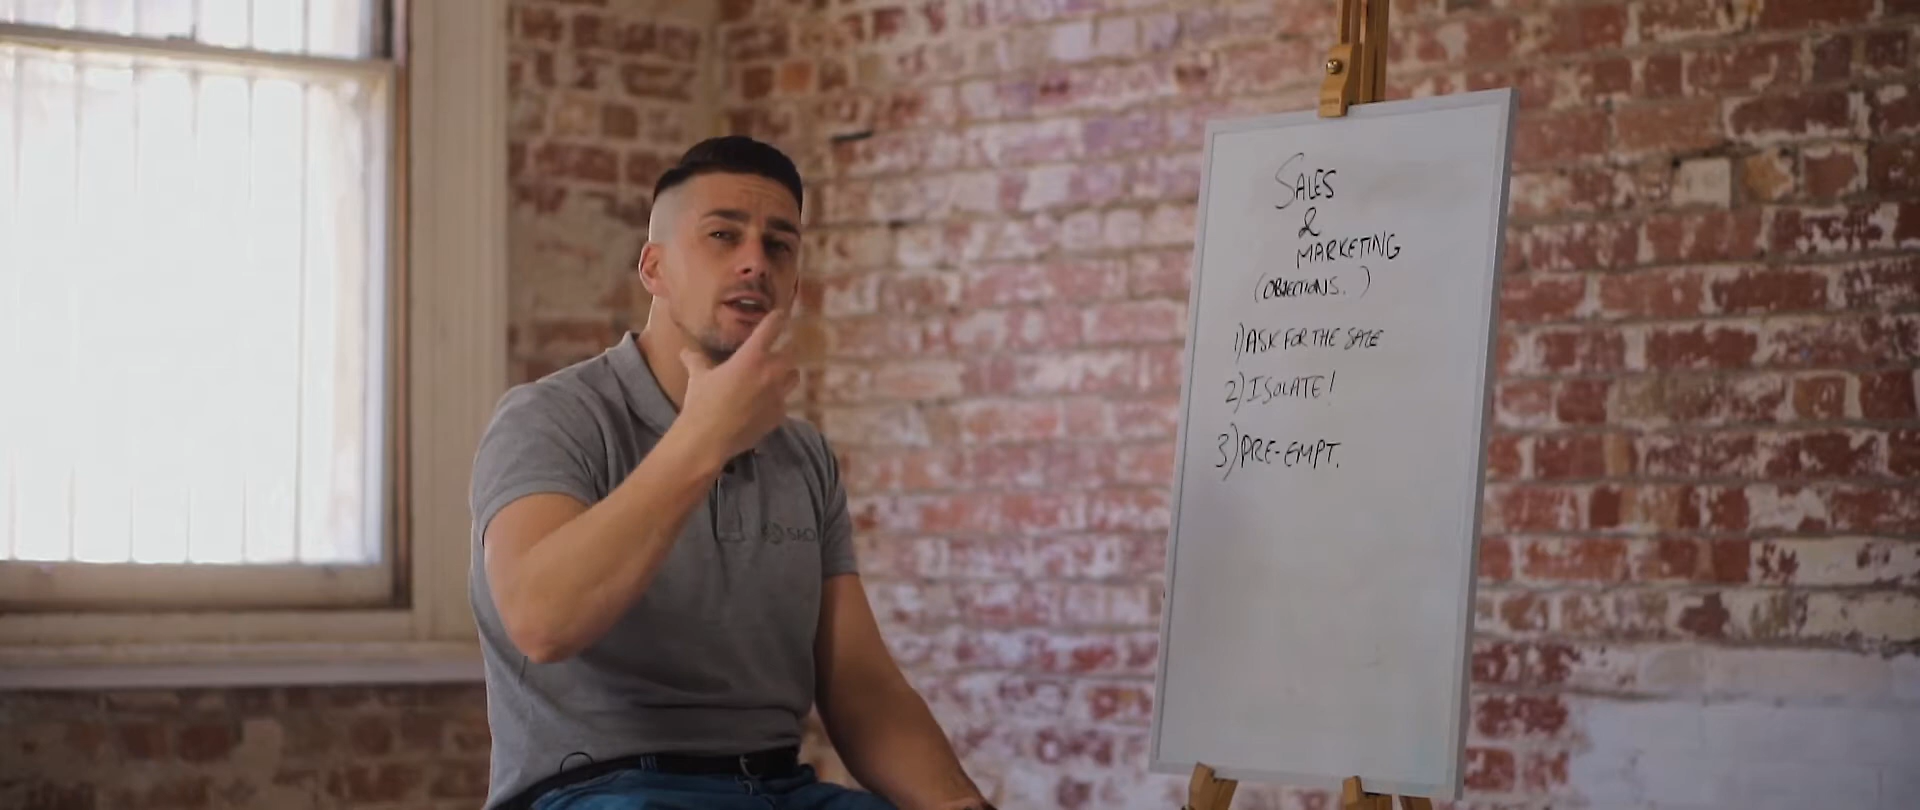 SALES
&
MARKETING
(OBJECTIONS.)
1) ASK FOR THE SALE
2) ISOLATE!
3) PRE-EMPT.